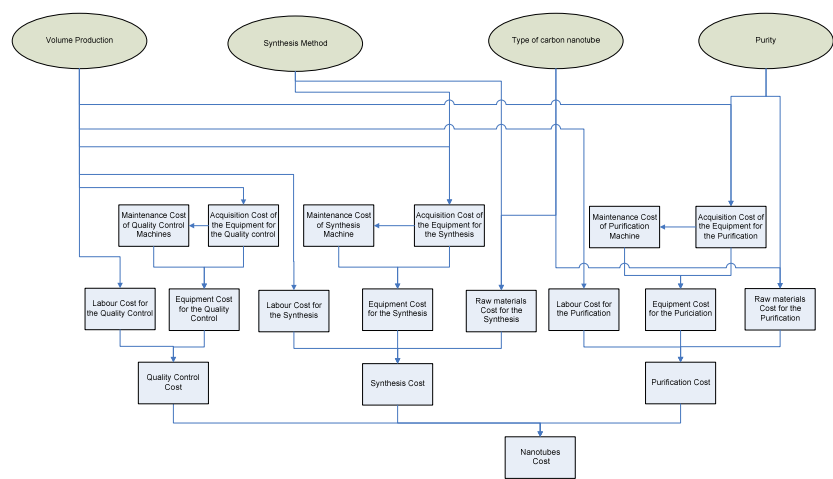 Volume Production
Synthesis Method
Type of carbon nanotube
Purity
Maintenance Cost
of Quality Control
Machines
Acquisition Cost of
the Equipment for
the Quality control
Maintenance Cost
of Synthesis
Machine
Acquisition Cost of
the Equipment for
the Synthesis
Maintenance Cost
of Purification
Machine
Acquisition Cost of
the Equipment for
the Purification
Labour Cost for
the Quality Control
Equipment Cost
for the Quality
Control
Labour Cost for
the Synthesis
Equipment Cost
for the Synthesis
Raw materials
Cost for the
Synthesis
Labour Cost for
the Purification
Equipment Cost
for the Puriciation
Raw materials
Cost for the
Purification
Quality Control
Cost
Synthesis Cost
Purification Cost
Nanotubes
Cost